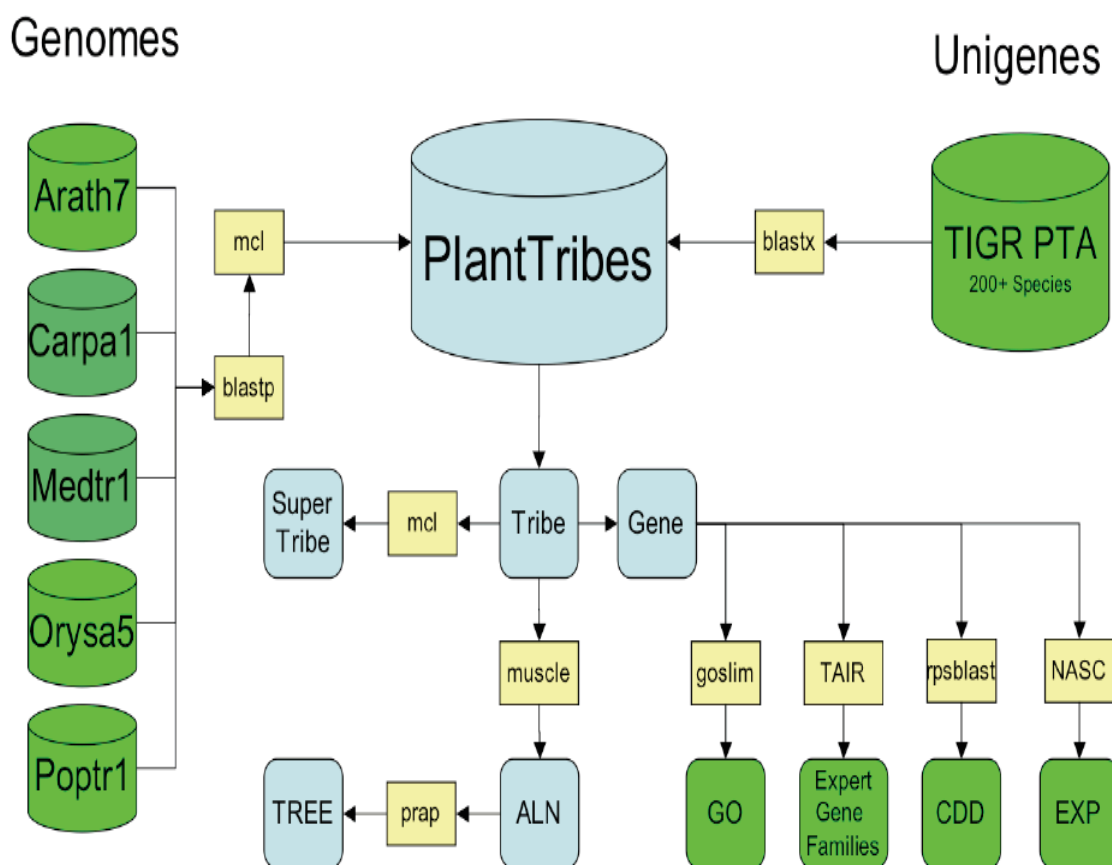 Genomes
Unigenes
Arath7
Carpa1
Medtr1
Orysa5
Poptr1
mcl
blastp
PlantTribes
blastx
TIGR PTA
200+ Species
Super
Tribe
mcl
Tribe
Gene
muscle
goslim
TAIR
rpsblast
NASC
TREE
prap
ALN
GO
Expert
Gene
Families
CDD
EXP